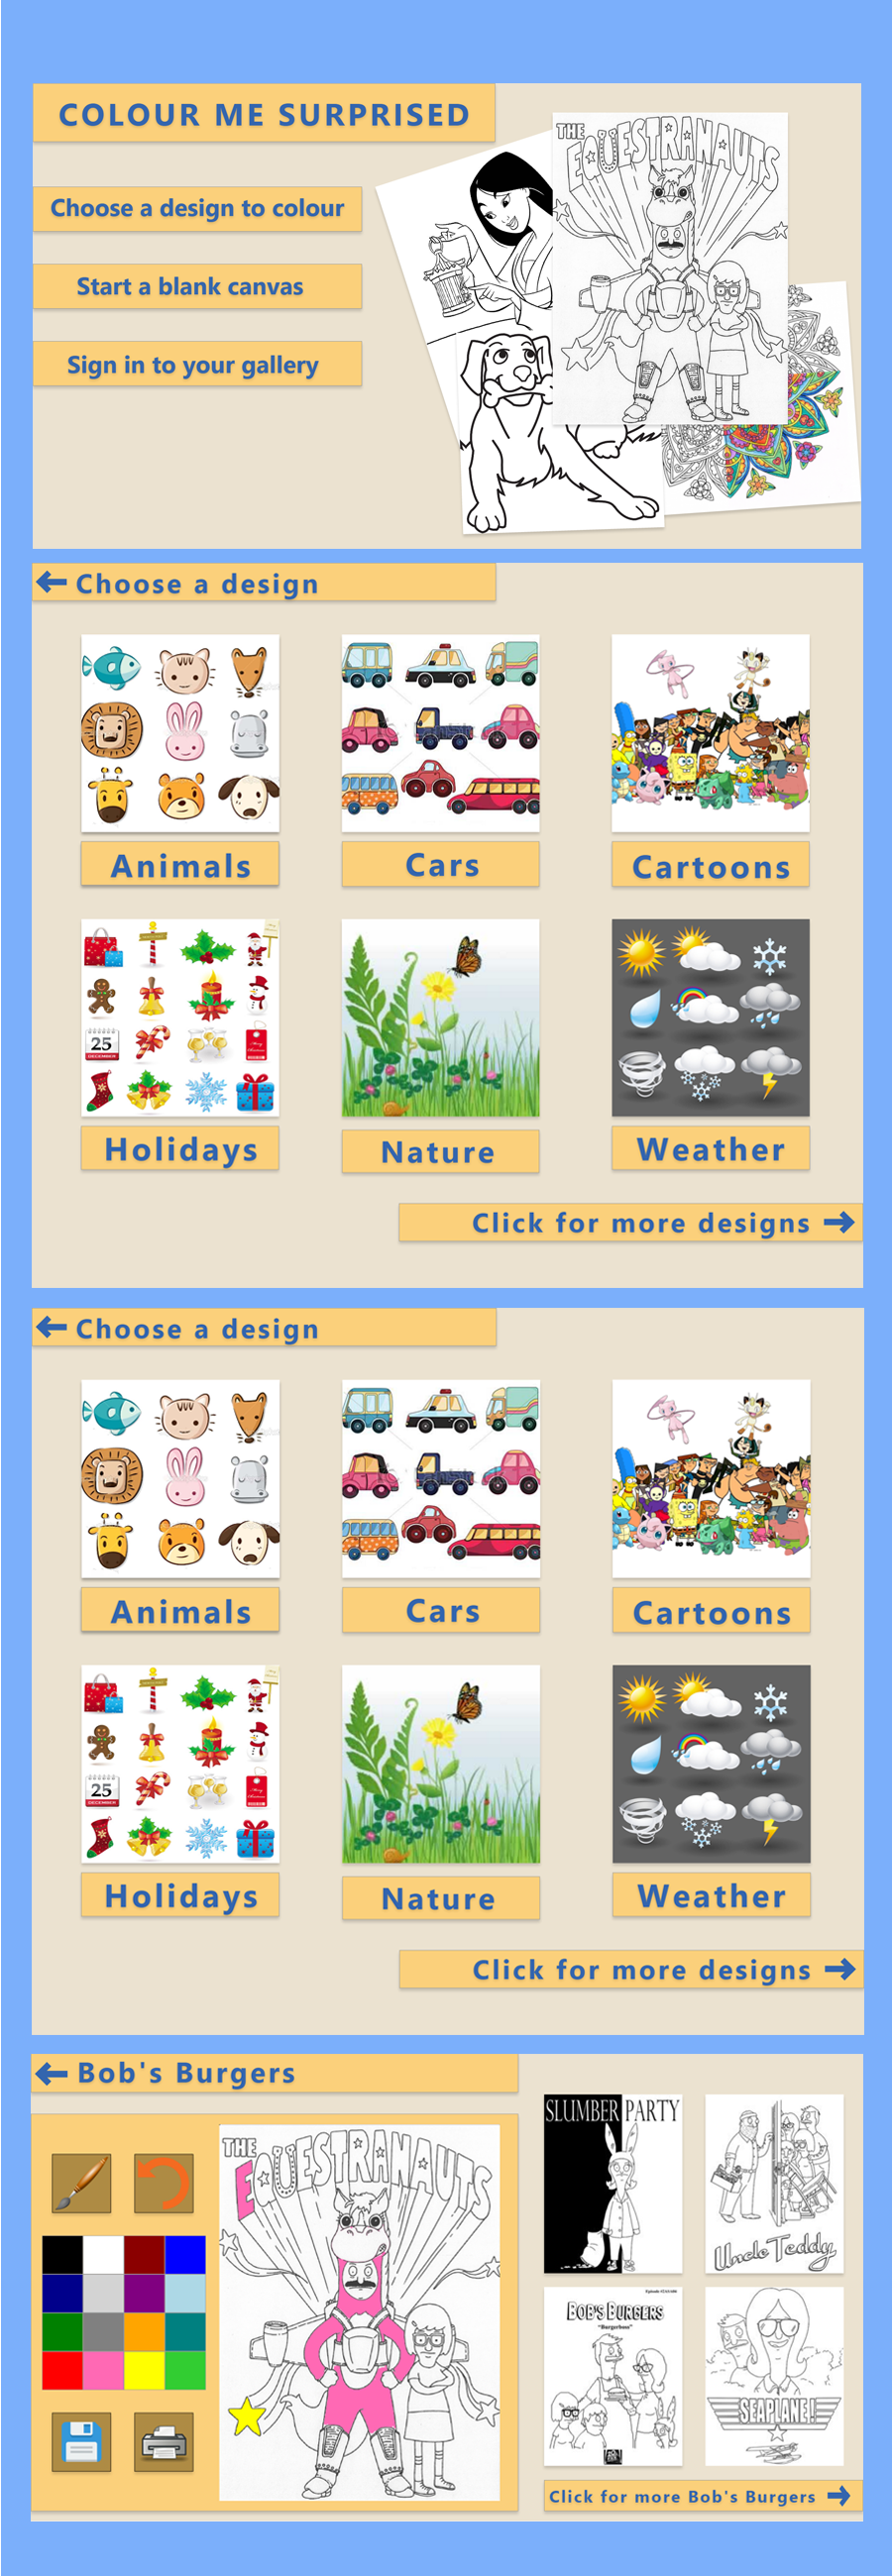 COLOUR ME SURPRISED
Choose a design to colour
Start a blank canvas
Sign in to your gallery
THE
EQUESTRANAUTS
Choose a design
Animals
Cars
Cartoons
25
DECEMBER
Holidays
Nature
Weather
Click for more designs
Choose a design
Animals
Cars
Cartoons
25
DECEMBER
Holidays
Nature
Weather
Click for more designs
Bob's Burgers
THE
EQUESTRANAUTS
SLUMBER PARTY
Uncle Teddy
BOB'S BURGERS
"Burgerboss"
SEAPLANE!
Click for more Bob's Burgers